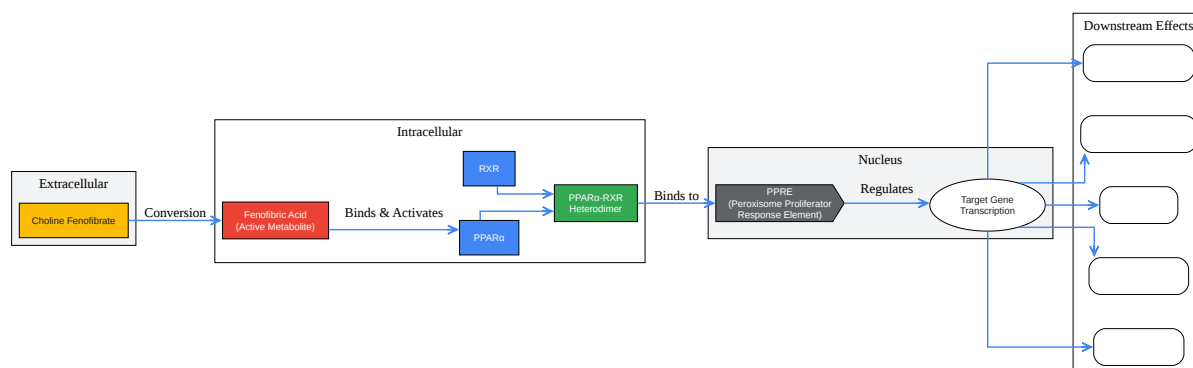 Downstream Effects
Intracellular
RXR
Nucleus
Extracellular
Choline Fenofibrate
Conversion
Fenofibric Acid
(Active Metabolite)
Binds & Activates
PPARα
PPARα-RXR
Heterodimer
Binds to
PPRE
(Peroxisome Proliferator
Response Element)
Regulates
Target Gene
Transcription